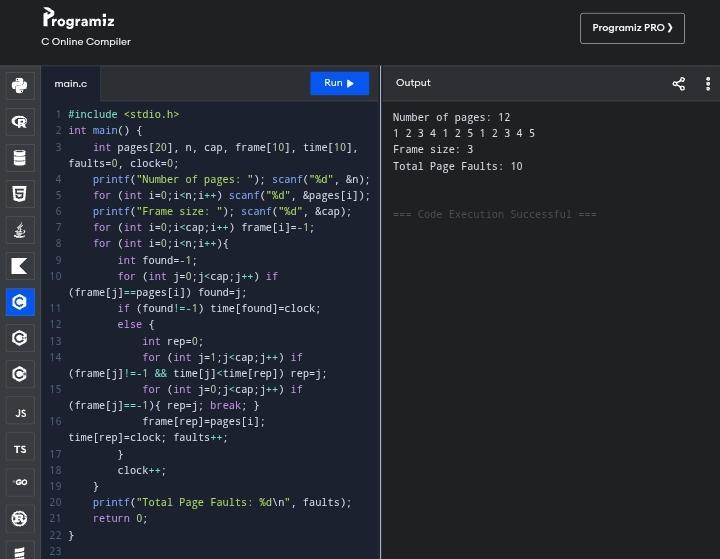 Programiz
C Online Compiler
Programiz PRO ❯
main.c
Run ▶
Output
1 #include <stdio.h>
2 int main() {
3     int pages[20], n, cap, frame[10], time[10],
faults=0, clock=0;
4     printf("Number of pages: "); scanf("%d", &n);
5     for (int i=0;i<n;i++) scanf("%d", &pages[i]);
6     printf("Frame size: "); scanf("%d", &cap);
7     for (int i=0;i<cap;i++) frame[i]=-1;
8     for (int i=0;i<n;i++){
9         int found=-1;
10         for (int j=0;j<cap;j++) if
(frame[j]==pages[i]) found=j;
11         if (found!=-1) time[found]=clock;
12         else {
13             int rep=0;
14             for (int j=1;j<cap;j++) if
(frame[j]!=-1 && time[j]<time[rep]) rep=j;
15             for (int j=0;j<cap;j++) if
(frame[j]==-1){ rep=j; break; }
16             frame[rep]=pages[i];
time[rep]=clock; faults++;
17         }
18         clock++;
19     }
20     printf("Total Page Faults: %d\n", faults);
21     return 0;
22 }
23
Number of pages: 12
1 2 3 4 1 2 5 1 2 3 4 5
Frame size: 3
Total Page Faults: 10
=== Code Execution Successful ===
R
5
C
C
C
JS
TS
GO